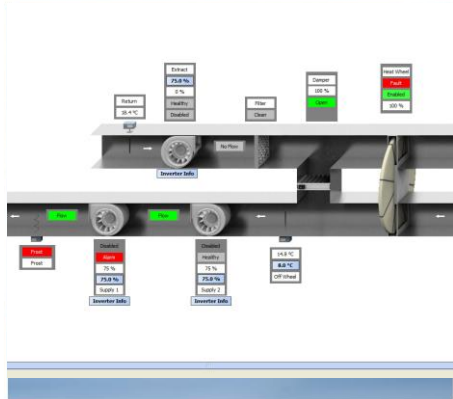 Extract
75.0 %
0 %
Healthy
Disabled
Return
18.4 °C
Filter
Clean
Damper
100 %
Open
Heat Wheel
Fault
Enabled
100 %
No Flow
Inverter Info
Flow
Flow
Frost
Frost
Disabled
Alarm
75 %
75.0 %
Supply 1
Inverter Info
Disabled
Healthy
75 %
75.0 %
Supply 2
Inverter Info
14.8 °C
8.0 °C
Off Wheel